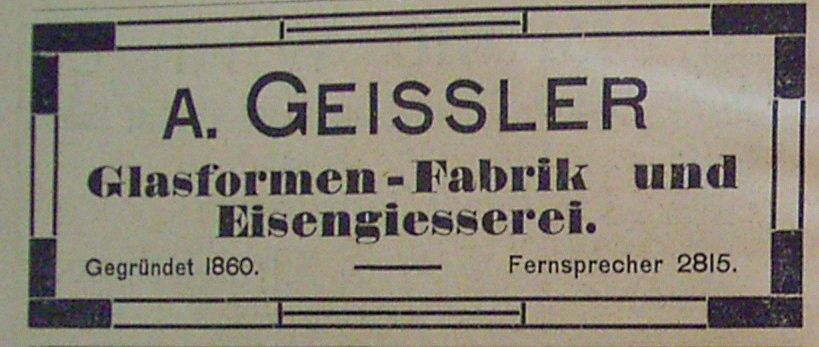 A. GEISSLER
Glasformen-Fabrik und
Eisengiesserei.
Gegründet 1860. Fernsprecher 2815.